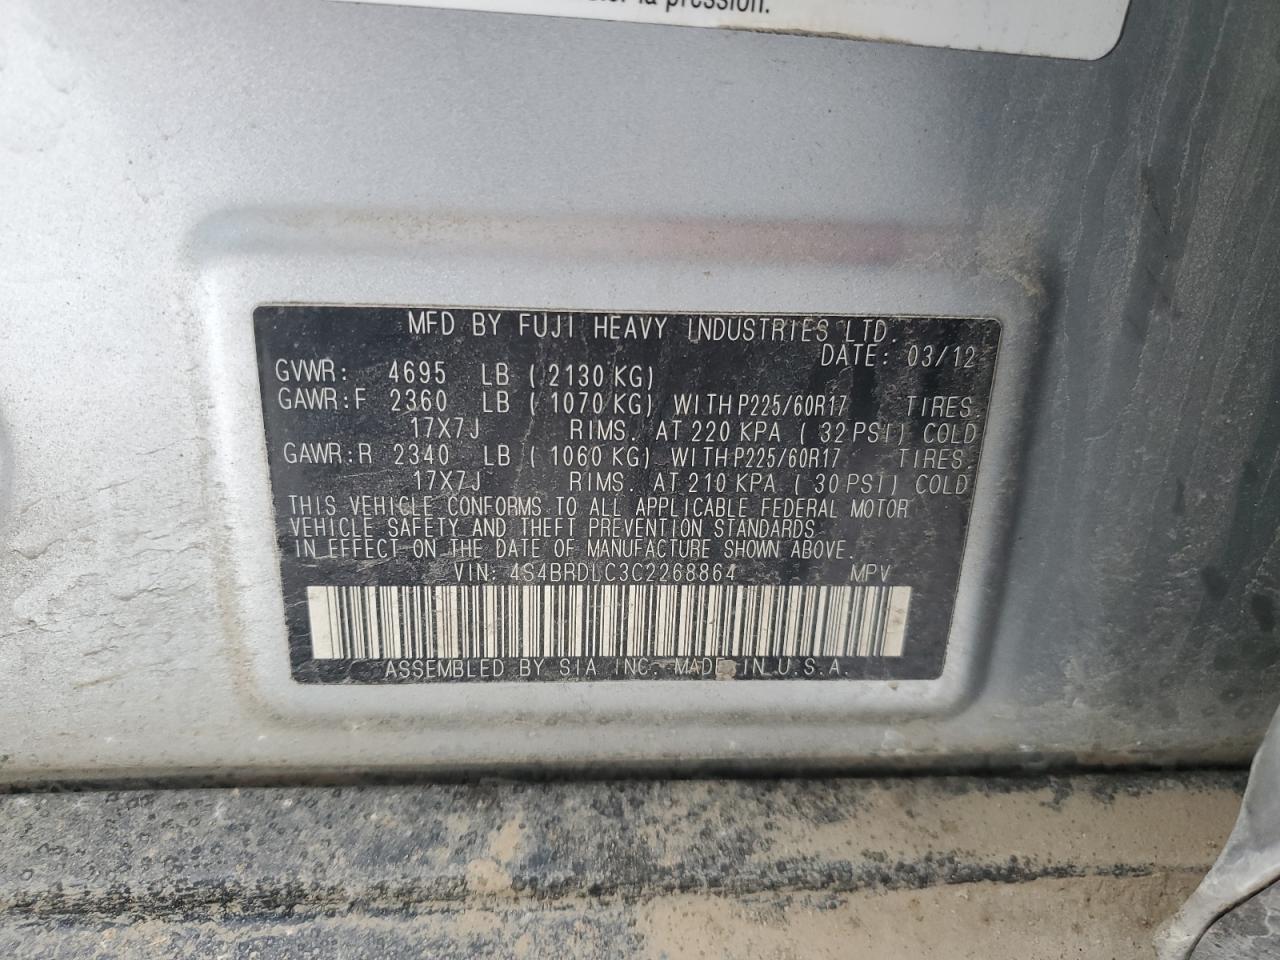 la pression.
MFD BY FUJI HEAVY INDUSTRIES LTD.
DATE: 03/12
GVWR: 4695 LB (2130 KG)
GAWR:F 2360 LB (1070 KG) WITH P225/60R17 TIRES.
17X7J RIMS. AT 220 KPA (32 PSI) COLD
GAWR:R 2340 LB (1060 KG) WITH P225/60R17 TIRES.
17X7J RIMS. AT 210 KPA (30 PSI) COLD
THIS VEHICLE CONFORMS TO ALL APPLICABLE FEDERAL MOTOR
VEHICLE SAFETY AND THEFT PREVENTION STANDARDS
IN EFFECT ON THE DATE OF MANUFACTURE SHOWN ABOVE.
VIN: 4S4BRDLC3C2268864 MPV
ASSEMBLED BY SIA INC. MADE IN U.S.A.